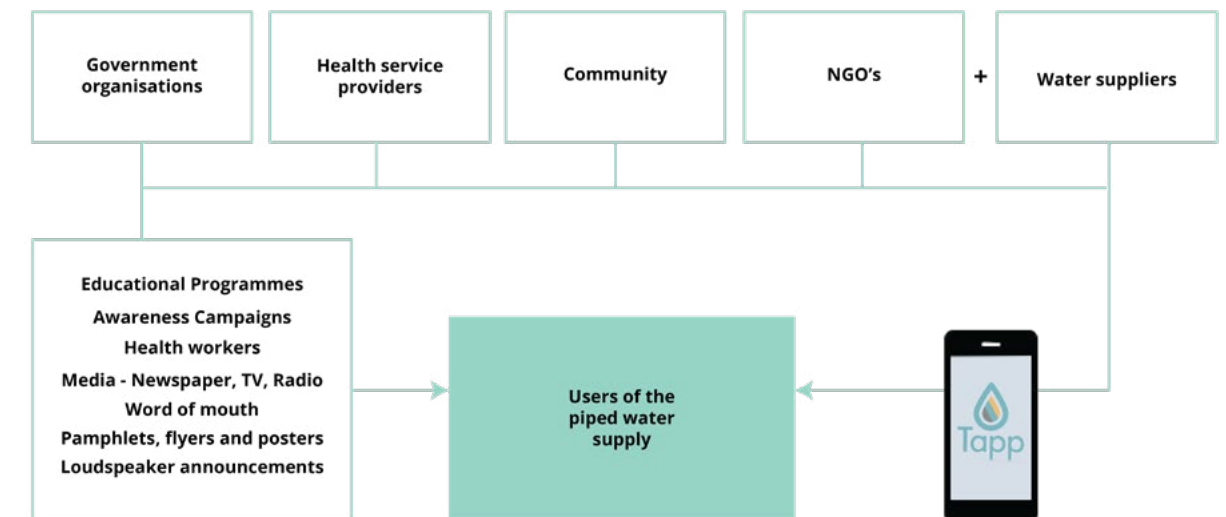 Government
organisations
Health service
providers
Community
NGO's
+
Water suppliers
Educational Programmes
Awareness Campaigns
Health workers
Media - Newspaper, TV, Radio
Word of mouth
Pamphlets, flyers and posters
Loudspeaker announcements
Users of the
piped water
supply
Tapp